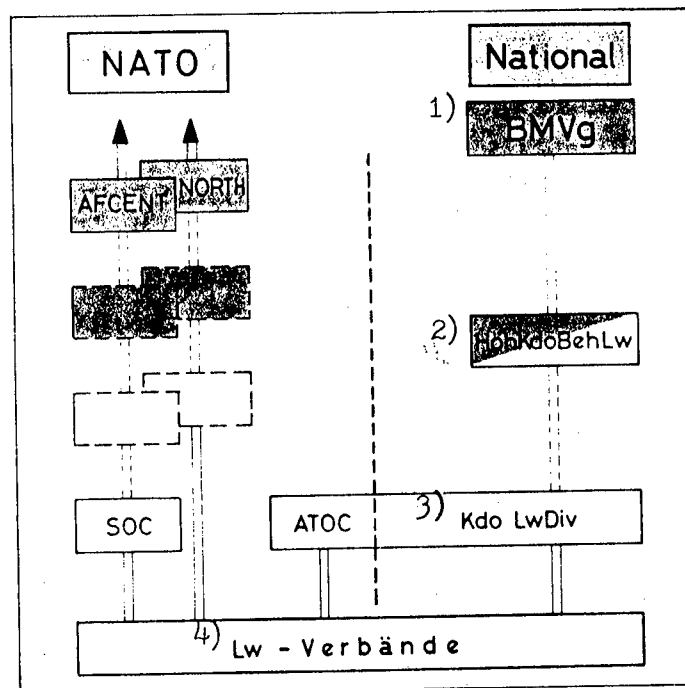 NATO
National
1) BMVg
NORTH
AFCENT
2) HöhKdoBehLw
SOC
ATOC
3) Kdo LwDiv
4) Lw - Verbände